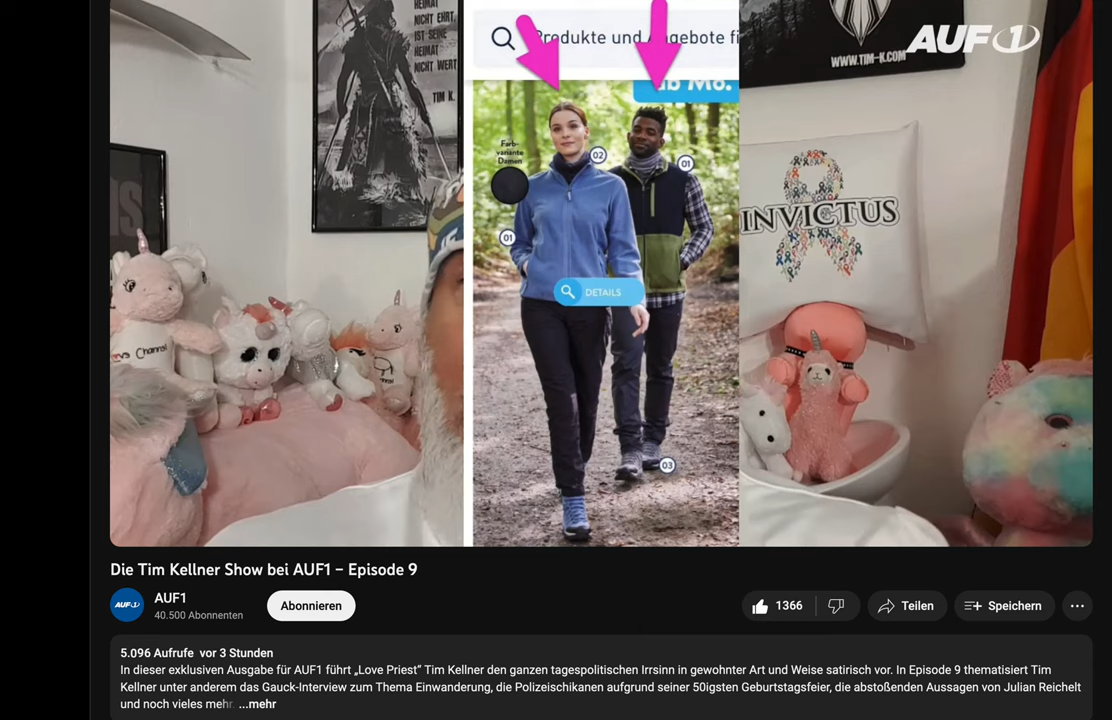 HEIMAT
NICHT EHRT,
IST SEINE
HEIMAT
NICHT WERT
TIM K.
Produkte und Angebote fi
ab Mo.
Farb-
variante
Damen
02
01
01
DETAILS
03
WWW.TIM-K.COM
AUF1
INVICTUS
Die Tim Kellner Show bei AUF1 – Episode 9
AUF1
AUF1
40.500 Abonnenten
Abonnieren
1366
Teilen
Speichern
5.096 Aufrufe vor 3 Stunden
In dieser exklusiven Ausgabe für AUF1 führt „Love Priest" Tim Kellner den ganzen tagespolitischen Irrsinn in gewohnter Art und Weise satirisch vor. In Episode 9 thematisiert Tim
Kellner unter anderem das Gauck-Interview zum Thema Einwanderung, die Polizeischikanen aufgrund seiner 50igsten Geburtstagsfeier, die abstoßenden Aussagen von Julian Reichelt
und noch vieles mehr. ...mehr